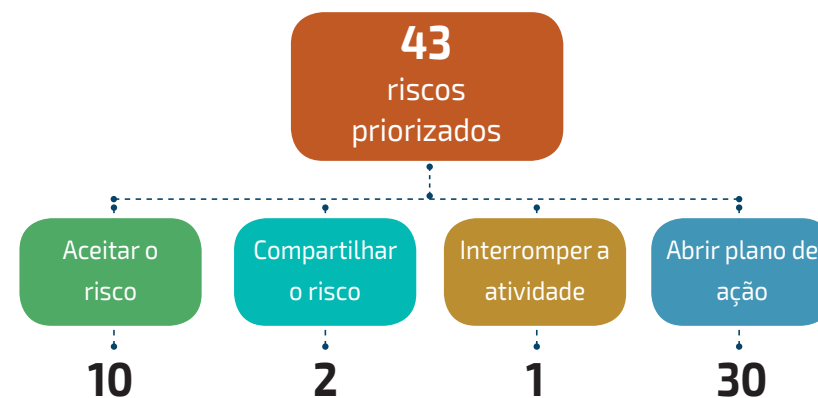 43
riscos
priorizados
Aceitar o
risco
Compartilhar
o risco
Interromper a
atividade
Abrir plano de
ação
10
2
1
30